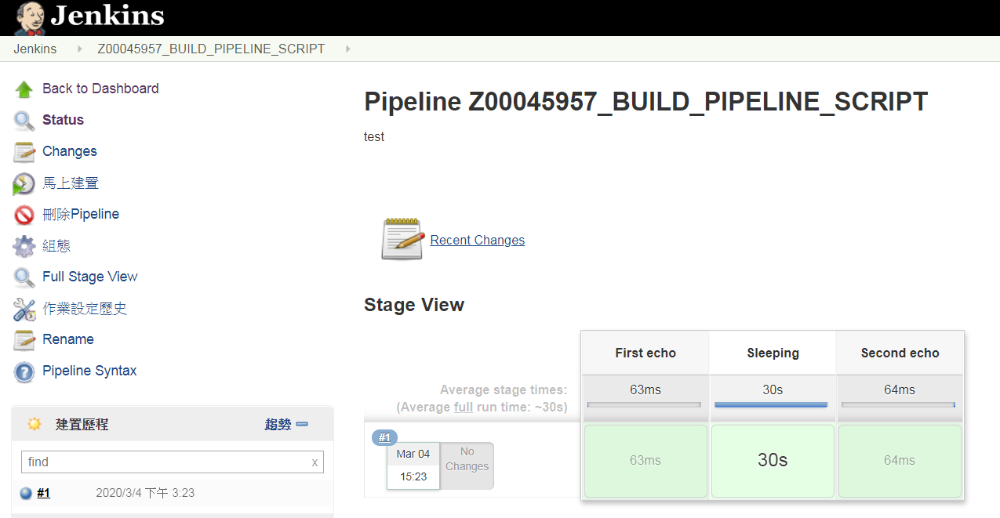 Jenkins
Jenkins Z00045957_BUILD_PIPELINE_SCRIPT
Back to Dashboard
Status
Changes
馬上建置
刪除Pipeline
組態
Full Stage View
作業設定歷史
Rename
Pipeline Syntax
建置歷程 趨勢
find x
#1 2020/3/4 下午 3:23
Pipeline Z00045957_BUILD_PIPELINE_SCRIPT
test
Recent Changes
Stage View
First echo Sleeping Second echo
Average stage times: 63ms 30s 64ms
(Average full run time: ~30s)
#1
Mar 04
15:23
No
Changes
63ms 30s 64ms